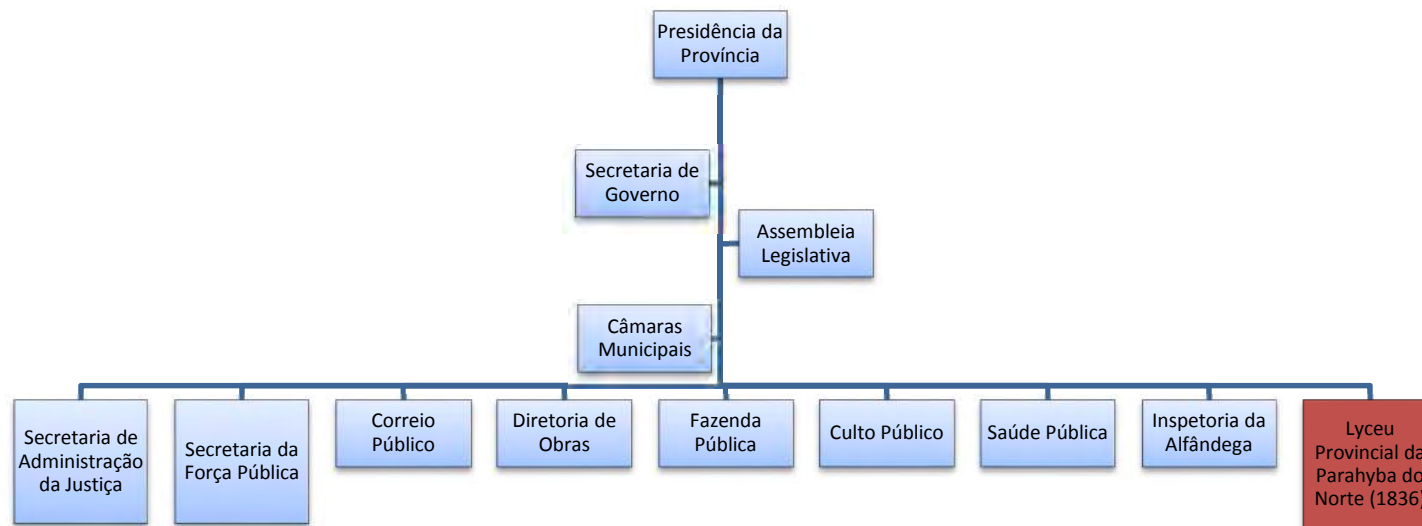 Presidência da
Província
Secretaria de
Governo
Assembleia
Legislativa
Câmaras
Municipais
Secretaria de
Administração
da Justiça
Secretaria da
Força Pública
Correio
Público
Diretoria de
Obras
Fazenda
Pública
Culto Público
Saúde Pública
Inspetoria da
Alfândega
Lyceu
Provincial da
Parahyba do
Norte (1836)